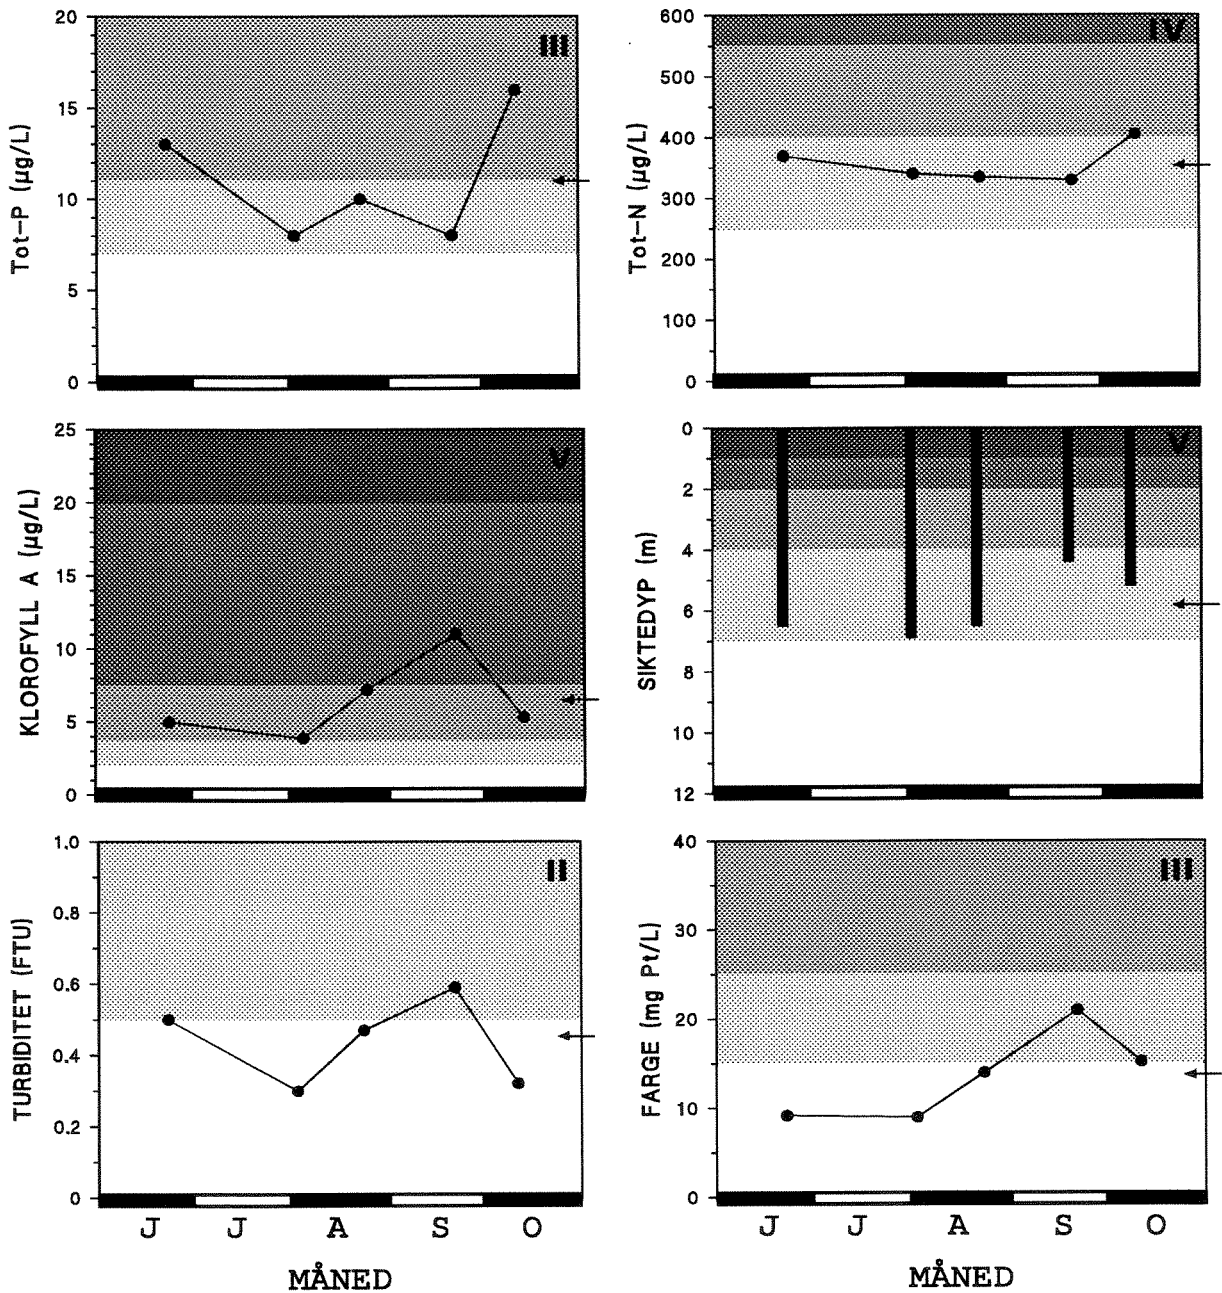 Tot-P (µg/L)
20
15
10
5
0
III
Tot-N (µg/L)
600
500
400
300
200
100
0
IV
KLOROFYLL A (µg/L)
25
20
15
10
5
0
V
SIKTEDYP (m)
0
2
4
6
8
10
12
V
TURBIDITET (FTU)
1.0
0.8
0.6
0.4
0.2
0
II
J J A S O
MÅNED
FARGE (mg Pt/L)
40
30
20
10
0
III
J J A S O
MÅNED